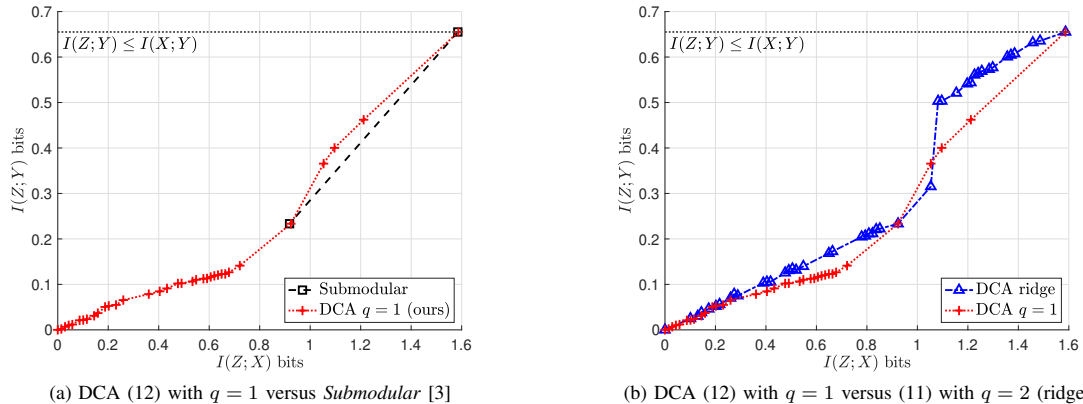 0.7
0.6
0.5
0.4
0.3
0.2
0.1
0
I(Z;Y) bits
I(Z;Y) ≤ I(X;Y)
Submodular
DCA q = 1 (ours)
0 0.2 0.4 0.6 0.8 1 1.2 1.4 1.6
I(Z;X) bits
(a) DCA (12) with q = 1 versus Submodular [3]
0.7
0.6
0.5
0.4
0.3
0.2
0.1
0
I(Z;Y) bits
I(Z;Y) ≤ I(X;Y)
DCA ridge
DCA q = 1
0 0.2 0.4 0.6 0.8 1 1.2 1.4 1.6
I(Z;X) bits
(b) DCA (12) with q = 1 versus (11) with q = 2 (ridge